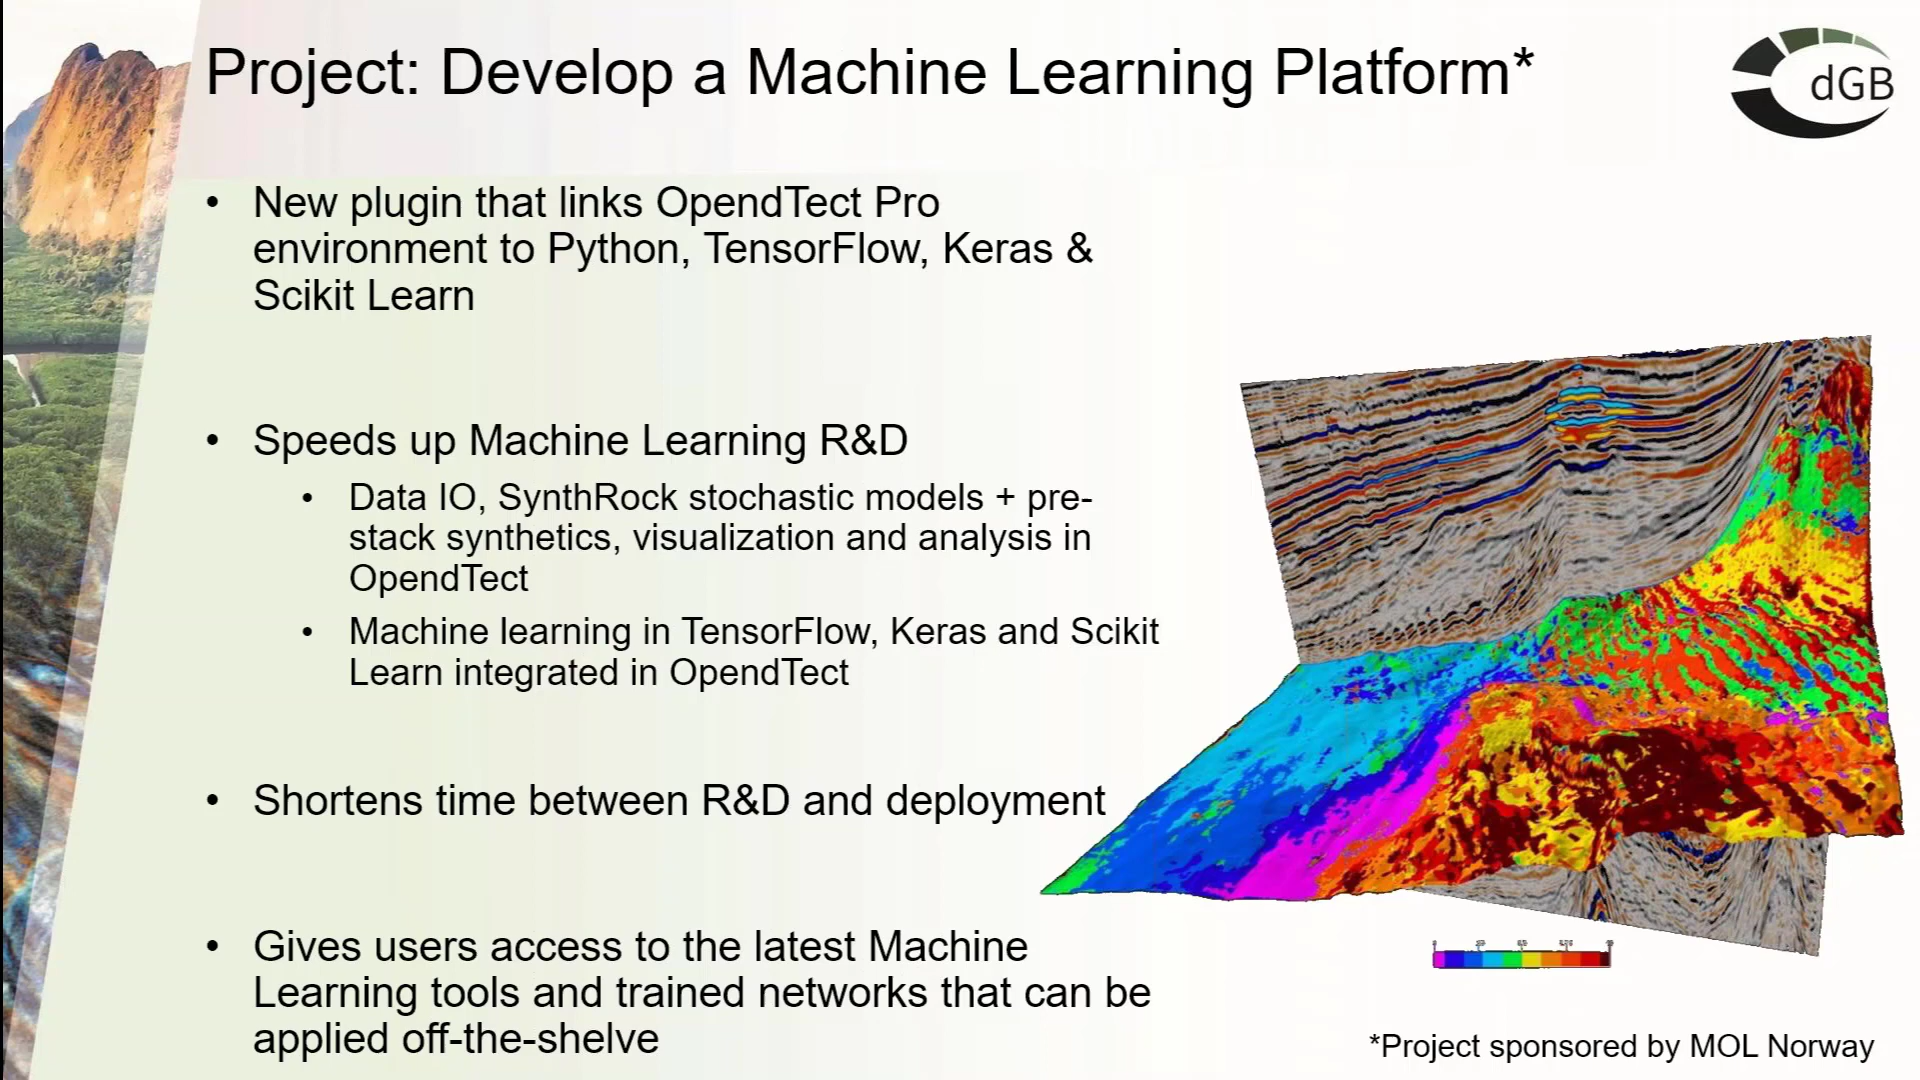 Project: Develop a Machine Learning Platform*
dGB
• New plugin that links OpendTect Pro
environment to Python, TensorFlow, Keras &
Scikit Learn
• Speeds up Machine Learning R&D
• Data IO, SynthRock stochastic models + pre-
stack synthetics, visualization and analysis in
OpendTect
• Machine learning in TensorFlow, Keras and Scikit
Learn integrated in OpendTect
• Shortens time between R&D and deployment
• Gives users access to the latest Machine
Learning tools and trained networks that can be
applied off-the-shelve
*Project sponsored by MOL Norway